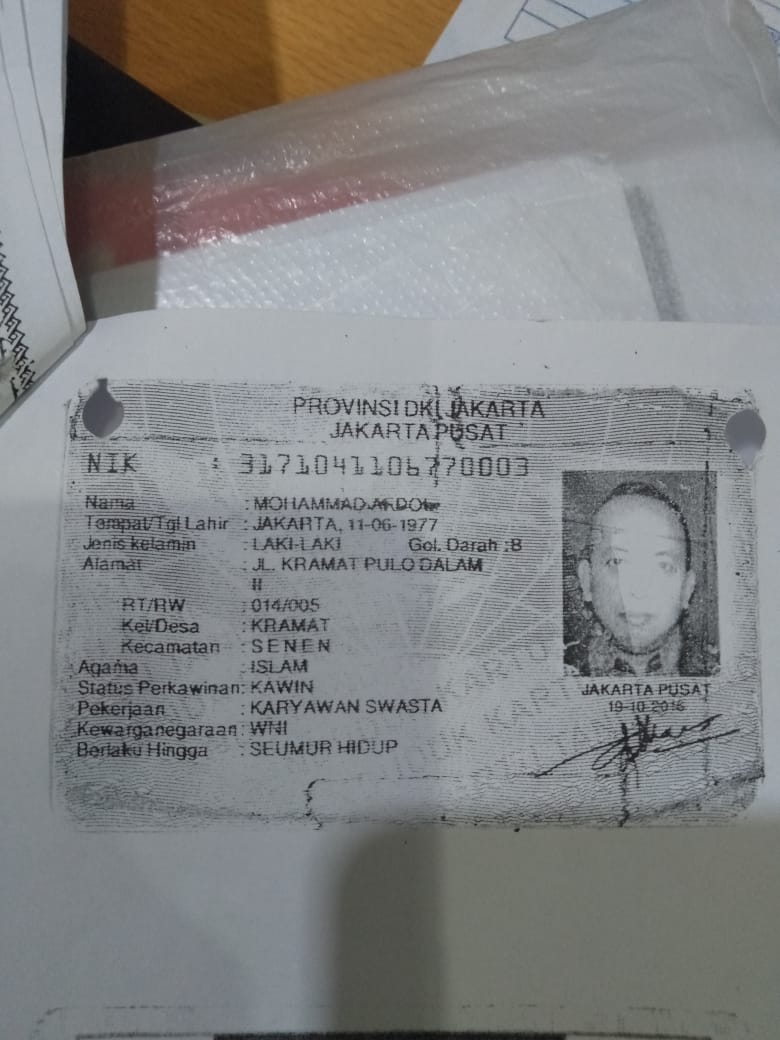 PROVINSI DKI JAKARTA
JAKARTA PUSAT
NIK : 3171041106770003
Nama : MOHAMMAD
Tempat/Tgl Lahir : JAKARTA, 11-06-1977
Jenis kelamin : LAKI-LAKI Gol. Darah :B
Alamat : JL. KRAMAT PULO DALAM
II
RT/RW : 014/005
Kel/Desa : KRAMAT
Kecamatan : SENEN
Agama : ISLAM
Status Perkawinan: KAWIN
Pekerjaan : KARYAWAN SWASTA
Kewarganegaraan: WNI
Berlaku Hingga : SEUMUR HIDUP
JAKARTA PUSAT
19-10-2016